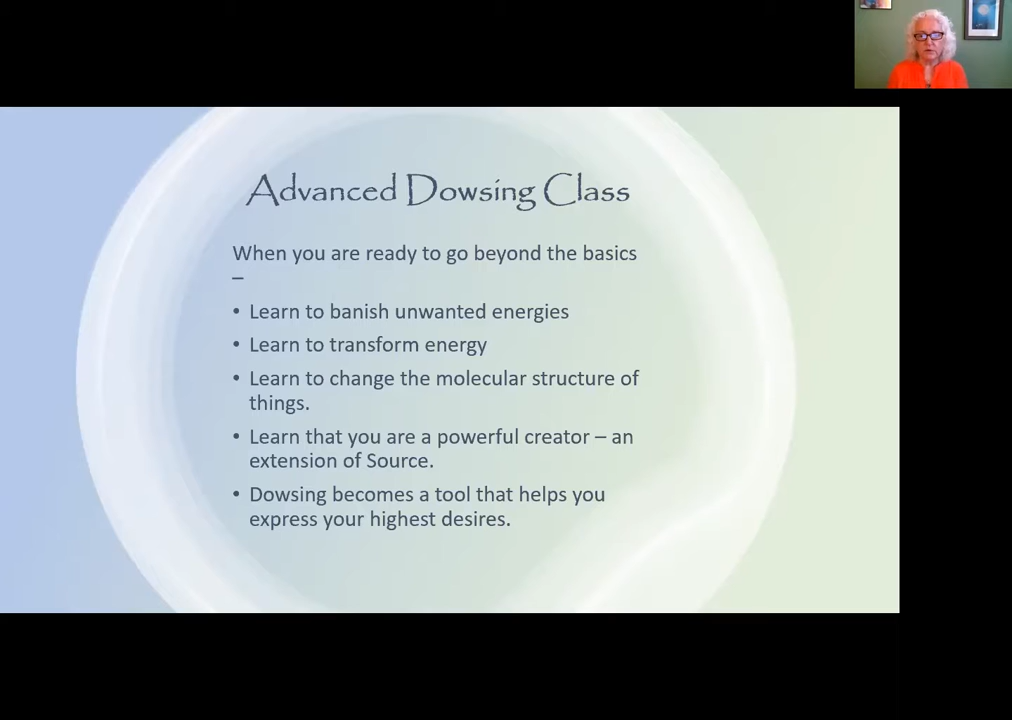 Advanced Dowsing Class
When you are ready to go beyond the basics
–
• Learn to banish unwanted energies
• Learn to transform energy
• Learn to change the molecular structure of
things.
• Learn that you are a powerful creator – an
extension of Source.
• Dowsing becomes a tool that helps you
express your highest desires.